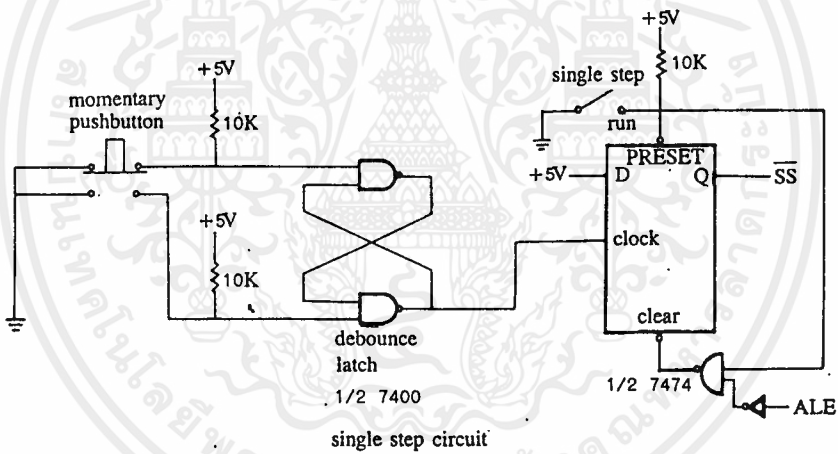 +5V
single step
10K
+5V
momentary
pushbutton
10K
run
PRESET
+5V
D
Q
SS
+5V
clock
10K
clear
debounce
latch
1/2 7400
1/2 7474
ALE
single step circuit